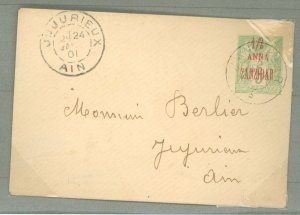 JUJURIEUX
24
01
AIN
1/2
ANNA
ZANZIBAR
Monsieur Berlier
Jujurieux
Ain